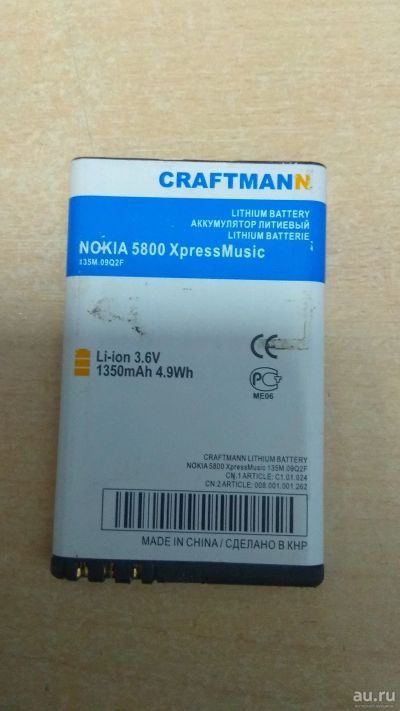 CRAFTMANN
LITHIUM BATTERY
АККУМУЛЯТОР ЛИТИЕВЫЙ
LITHIUM BATTERIE
NOKIA 5800 XpressMusic
135M.09Q2F
Li-ion 3.6V
1350mAh 4.9Wh
CE
РСТ
ME06
CRAFTMANN LITHIUM BATTERY
NOKIA 5800 XpressMusic 135M.09Q2F
CN.1 ARTICLE: C1.01.024
CN.2 ARTICLE: 008.001.001.262
MADE IN CHINA / СДЕЛАНО В КНР
au.ru